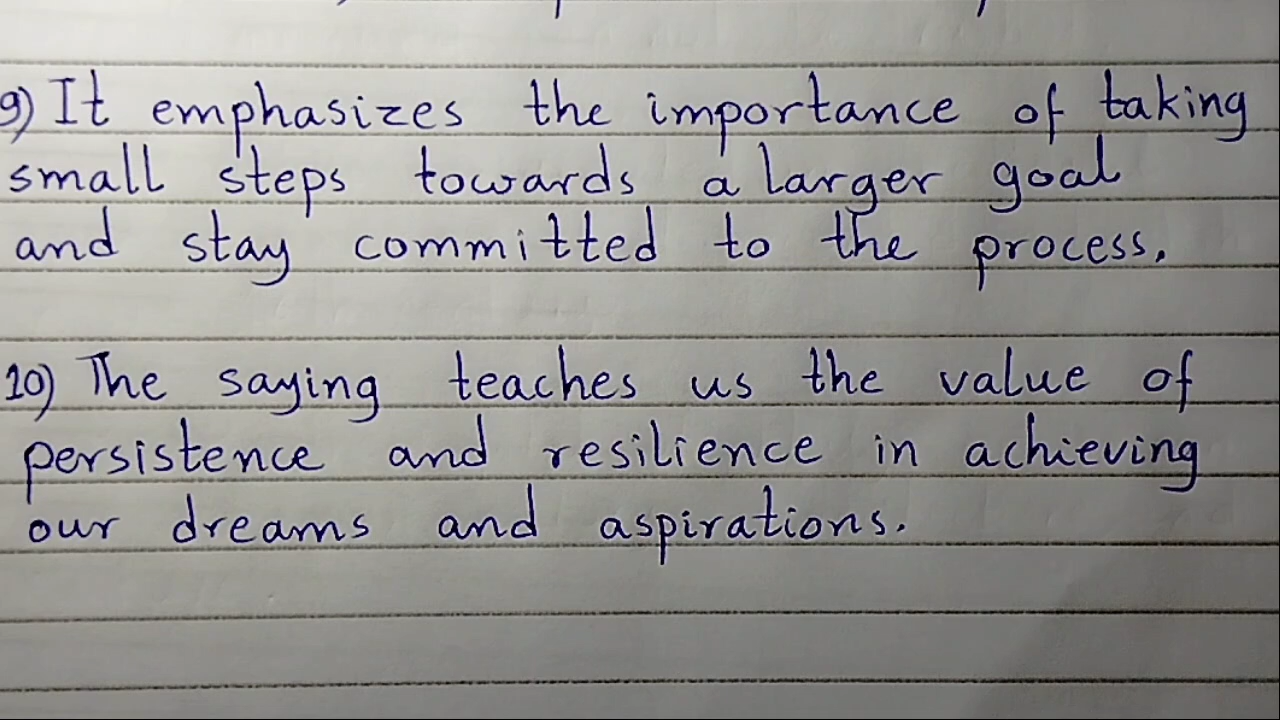 9) It emphasizes the importance of taking
small steps towards a larger goal
and stay committed to the process.
10) The saying teaches us the value of
persistence and resilience in achieving
our dreams and aspirations.